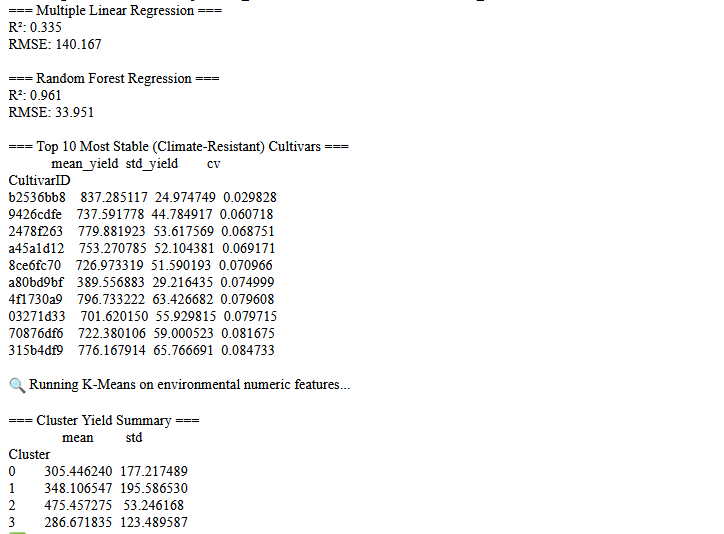 === Multiple Linear Regression ===
R²: 0.335
RMSE: 140.167
=== Random Forest Regression ===
R²: 0.961
RMSE: 33.951
=== Top 10 Most Stable (Climate-Resistant) Cultivars ===
mean_yield std_yield cv
CultivarID
b2536bb8 837.285117 24.974749 0.029828
9426cdfe 737.591778 44.784917 0.060718
2478f263 779.881923 53.617569 0.068751
a45a1d12 753.270785 52.104381 0.069171
8ce6fc70 726.973319 51.590193 0.070966
a80bd9bf 389.556883 29.216435 0.074999
4f1730a9 796.733222 63.426682 0.079608
03271d33 701.620150 55.929815 0.079715
70876df6 722.380106 59.000523 0.081675
315b4df9 776.167914 65.766691 0.084733
🔍 Running K-Means on environmental numeric features...
=== Cluster Yield Summary ===
mean std
Cluster
0 305.446240 177.217489
1 348.106547 195.586530
2 475.457275 53.246168
3 286.671835 123.489587